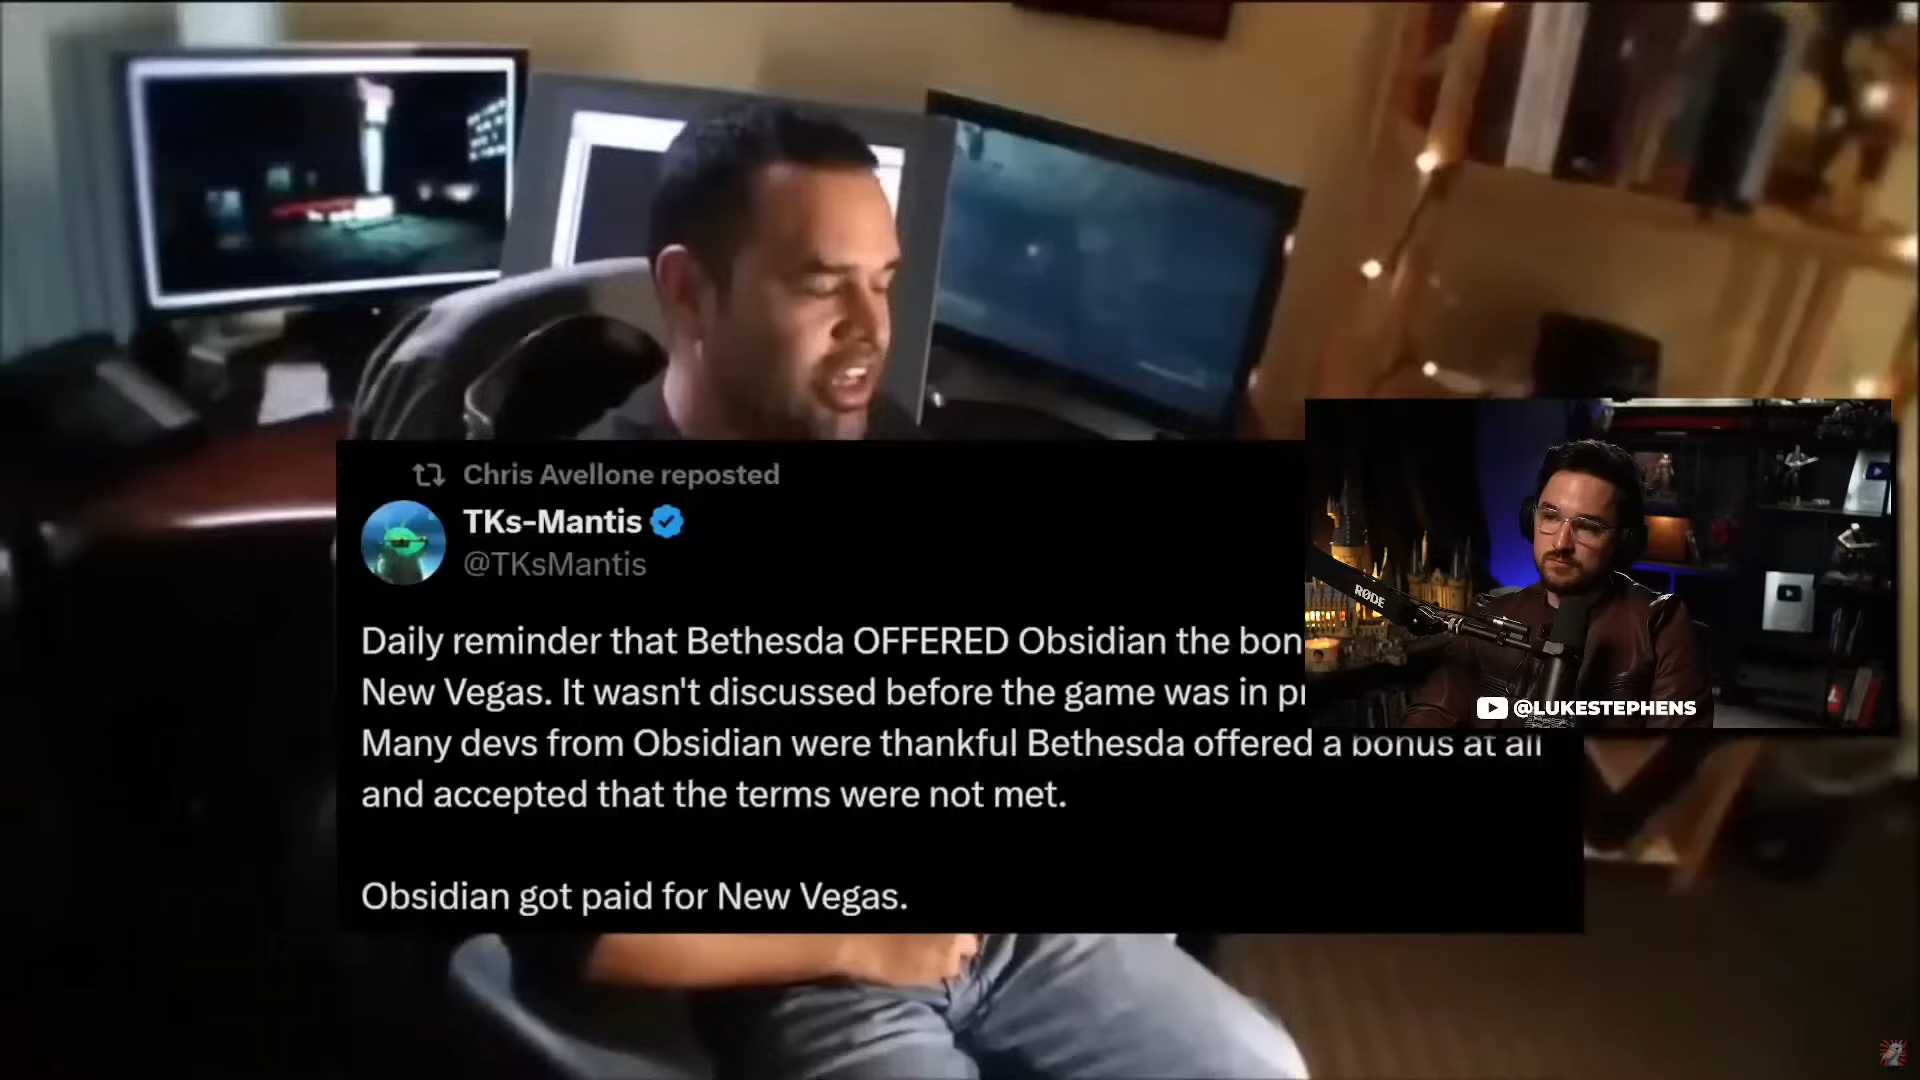 Chris Avellone reposted
TKs-Mantis
@TKsMantis
Daily reminder that Bethesda OFFERED Obsidian the
New Vegas. It wasn't discussed before the game was in
Many devs from Obsidian were thankful Bethesda offered a bonus at all
and accepted that the terms were not met.
Obsidian got paid for New Vegas.
RØDE
@LUKESTEPHENS